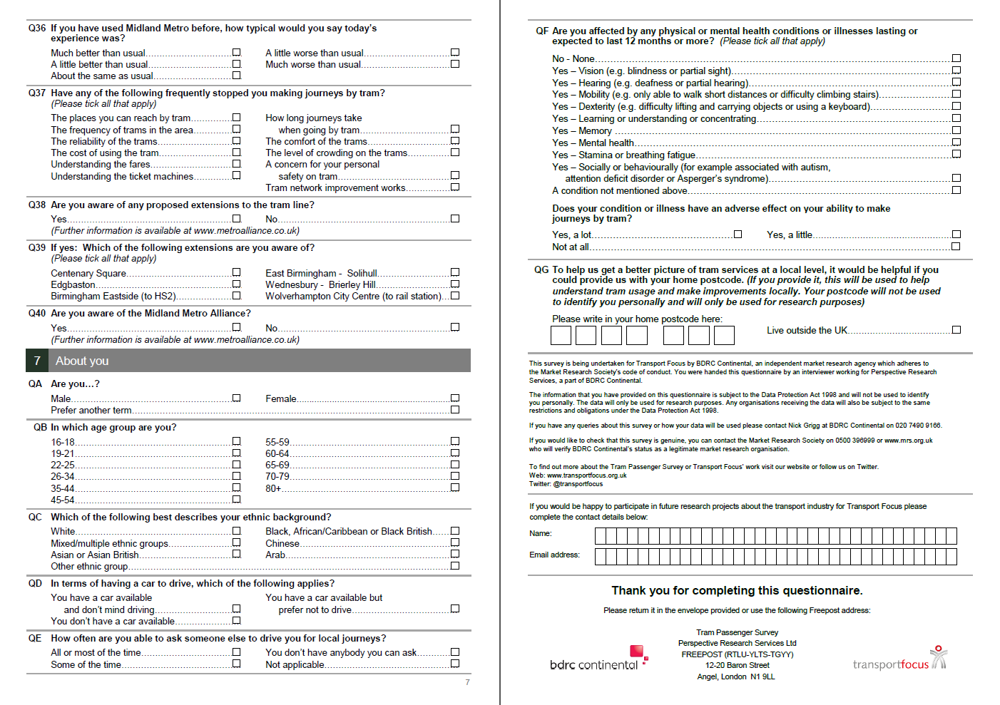 Q36 If you have used Midland Metro before, how typical would you say today's
experience was?
Much better than usual
A little worse than usual
A little better than usual
Much worse than usual
About the same as usual
Q37 Have any of the following frequently stopped you making journeys by tram?
(Please tick all that apply)
The places you can reach by tram
How long journeys take
The frequency of trams in the area
when going by tram
The reliability of the trams
The comfort of the trams
The cost of using the tram
The level of crowding on the trams
Understanding the fares
A concern for your personal
Understanding the ticket machines
safety on tram
Tram network improvement works
Q38 Are you aware of any proposed extensions to the tram line?
Yes
No
(Further information is available at www.metroalliance.co.uk)
Q39 If yes: Which of the following extensions are you aware of?
(Please tick all that apply)
Centenary Square
East Birmingham - Solihull
Edgbaston
Wednesbury - Brierley Hill
Birmingham Eastside (to HS2)
Wolverhampton City Centre (to rail station)
Q40 Are you aware of the Midland Metro Alliance?
Yes
No
(Further information is available at www.metroalliance.co.uk)
7 About you
QA Are you…?
Male
Female
Prefer another term
QB In which age group are you?
16-18
55-59
19-21
60-64
22-25
65-69
26-34
70-79
35-44
80+
45-54
QC Which of the following best describes your ethnic background?
White
Black, African/Caribbean or Black British
Mixed/multiple ethnic groups
Chinese
Asian or Asian British
Arab
Other ethnic group
QD In terms of having a car to drive, which of the following applies?
You have a car available
You have a car available but
and don't mind driving
prefer not to drive
You don't have a car available
QE How often are you able to ask someone else to drive you for local journeys?
All or most of the time
You don't have anybody you can ask
Some of the time
Not applicable
7
QF Are you affected by any physical or mental health conditions or illnesses lasting or
expected to last 12 months or more? (Please tick all that apply)
No - None
Yes – Vision (e.g. blindness or partial sight)
Yes – Hearing (e.g. deafness or partial hearing)
Yes – Mobility (e.g. only able to walk short distances or difficulty climbing stairs)
Yes – Dexterity (e.g. difficulty lifting and carrying objects or using a keyboard)
Yes – Learning or understanding or concentrating
Yes – Memory
Yes – Mental health
Yes – Stamina or breathing fatigue
Yes – Socially or behaviourally (for example associated with autism,
attention deficit disorder or Asperger's syndrome)
A condition not mentioned above
Does your condition or illness have an adverse effect on your ability to make
journeys by tram?
Yes, a lot
Yes, a little
Not at all
QG To help us get a better picture of tram services at a local level, it would be helpful if you
could provide us with your home postcode. (If you provide it, this will be used to help
understand tram usage and make improvements locally. Your postcode will not be used
to identify you personally and will only be used for research purposes)
Please write in your home postcode here:
Live outside the UK
This survey is being undertaken for Transport Focus by BDRC Continental, an independent market research agency which adheres to
the Market Research Society's code of conduct. You were handed this questionnaire by an interviewer working for Perspective Research
Services, a part of BDRC Continental.
The information that you have provided on this questionnaire is subject to the Data Protection Act 1998 and will not be used to identify
you personally. The data will only be used for research purposes. Any organisations receiving the data will also be subject to the same
restrictions and obligations under the Data Protection Act 1998.
If you have any queries about this survey or how your data will be used please contact Nick Grigg at BDRC Continental on 020 7490 9166.
If you would like to check that this survey is genuine, you can contact the Market Research Society on 0500 396999 or www.mrs.org.uk
who will verify BDRC Continental's status as a legitimate market research organisation.
To find out more about the Tram Passenger Survey or Transport Focus' work visit our website or follow us on Twitter.
Web: www.transportfocus.org.uk
Twitter: @transportfocus
If you would be happy to participate in future research projects about the transport industry for Transport Focus please
complete the contact details below:
Name:
Email address:
Thank you for completing this questionnaire.
Please return it in the envelope provided or use the following Freepost address:
Tram Passenger Survey
Perspective Research Services Ltd
FREEPOST (RTLU-YLTS-TGYY)
12-20 Baron Street
Angel, London N1 9LL
bdrc continental
transportfocus